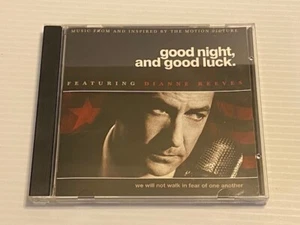 MUSIC FROM AND INSPIRED BY THE MOTION PICTURE
good night,
and good luck.
FEATURING DIANNE REEVES
we will not walk in fear of one another